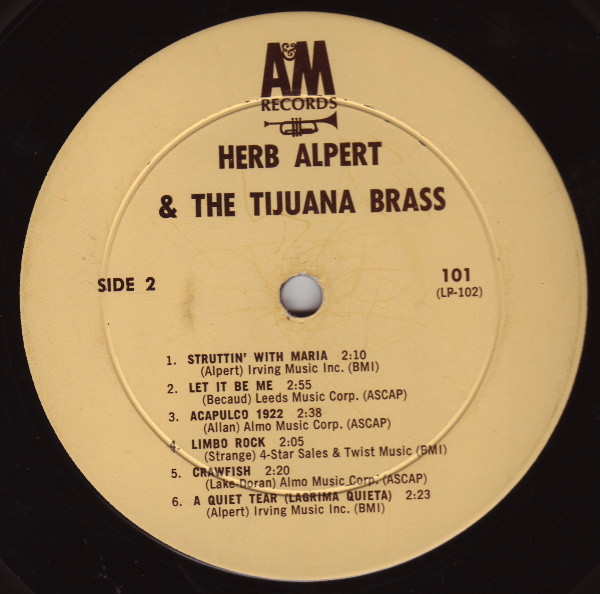 A&M
RECORDS
HERB ALPERT
& THE TIJUANA BRASS
SIDE 2
101
(LP-102)
1. STRUTTIN' WITH MARIA 2:10
(Alpert) Irving Music Inc. (BMI)
2. LET IT BE ME 2:55
(Becaud) Leeds Music Corp. (ASCAP)
3. ACAPULCO 1922 2:38
(Allan) Almo Music Corp. (ASCAP)
4. LIMBO ROCK 2:05
(Strange) 4-Star Sales & Twist Music (BMI)
5. CRAWFISH 2:20
(Lake-Doran) Almo Music Corp. (ASCAP)
6. A QUIET TEAR (LAGRIMA QUIETA) 2:23
(Alpert) Irving Music Inc. (BMI)